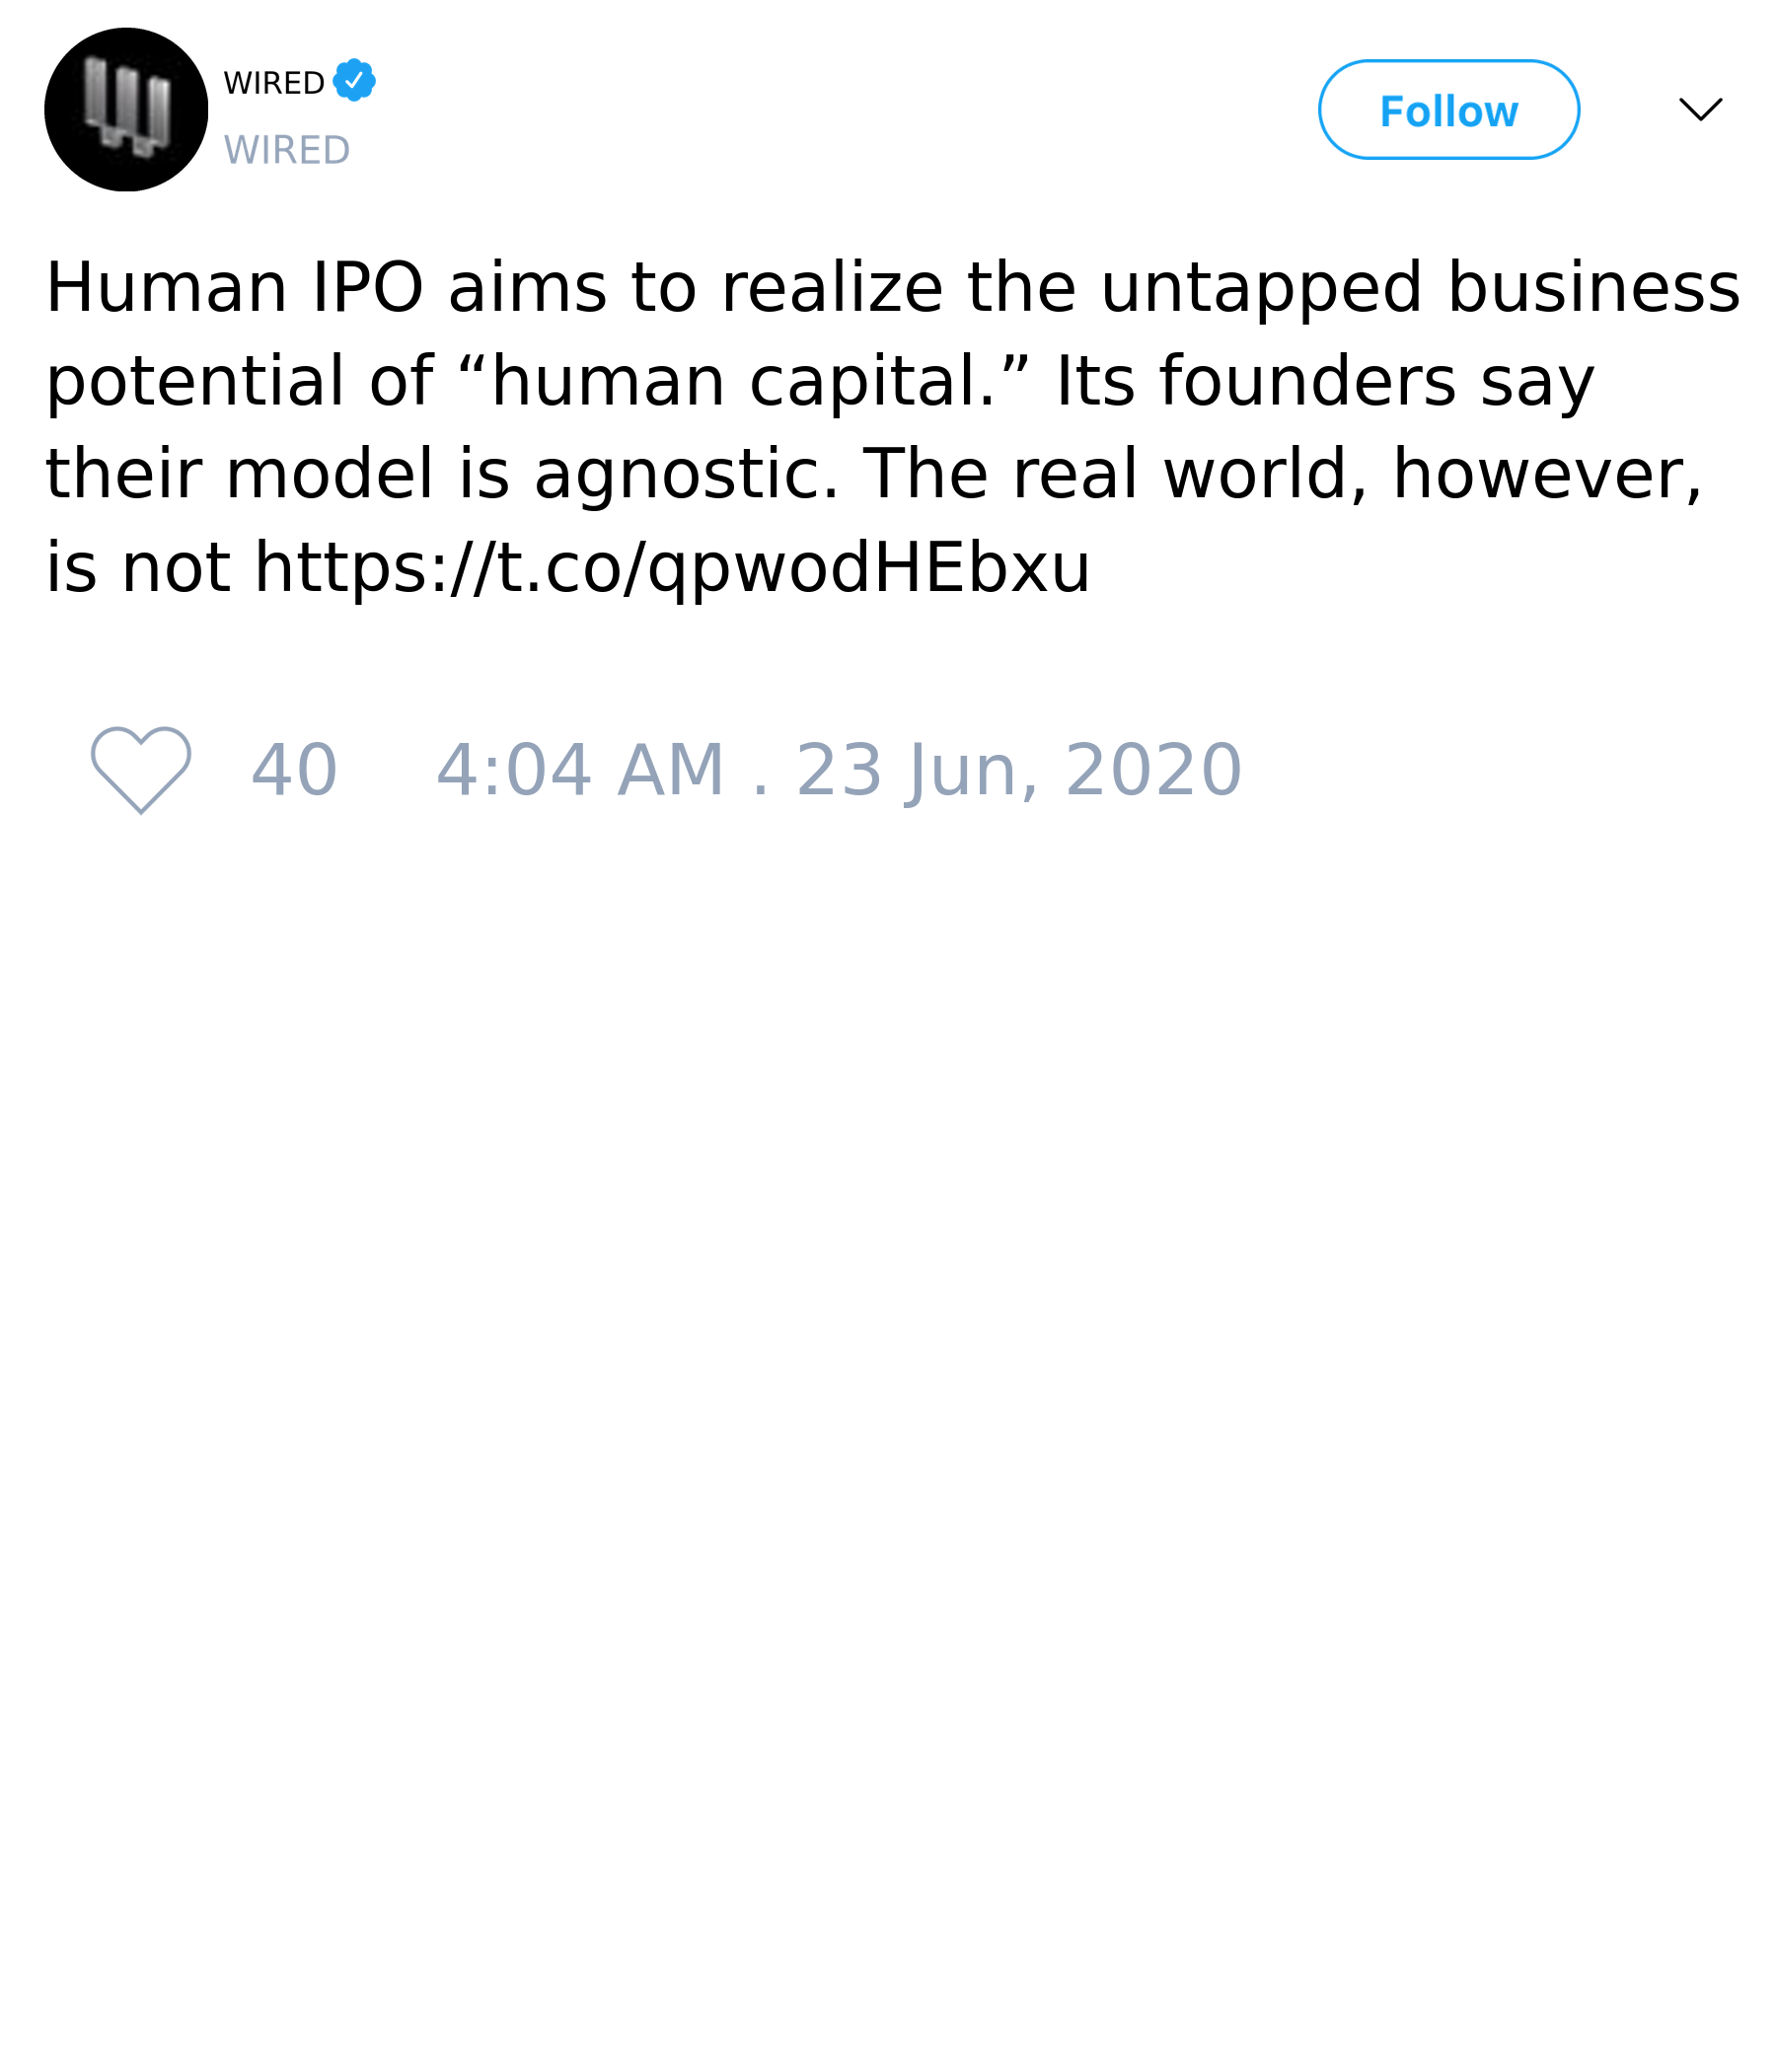 WIRED
WIRED
Follow
Human IPO aims to realize the untapped business
potential of “human capital.” Its founders say
their model is agnostic. The real world, however,
is not https://t.co/qpwodHEbxu
40 4:04 AM . 23 Jun, 2020